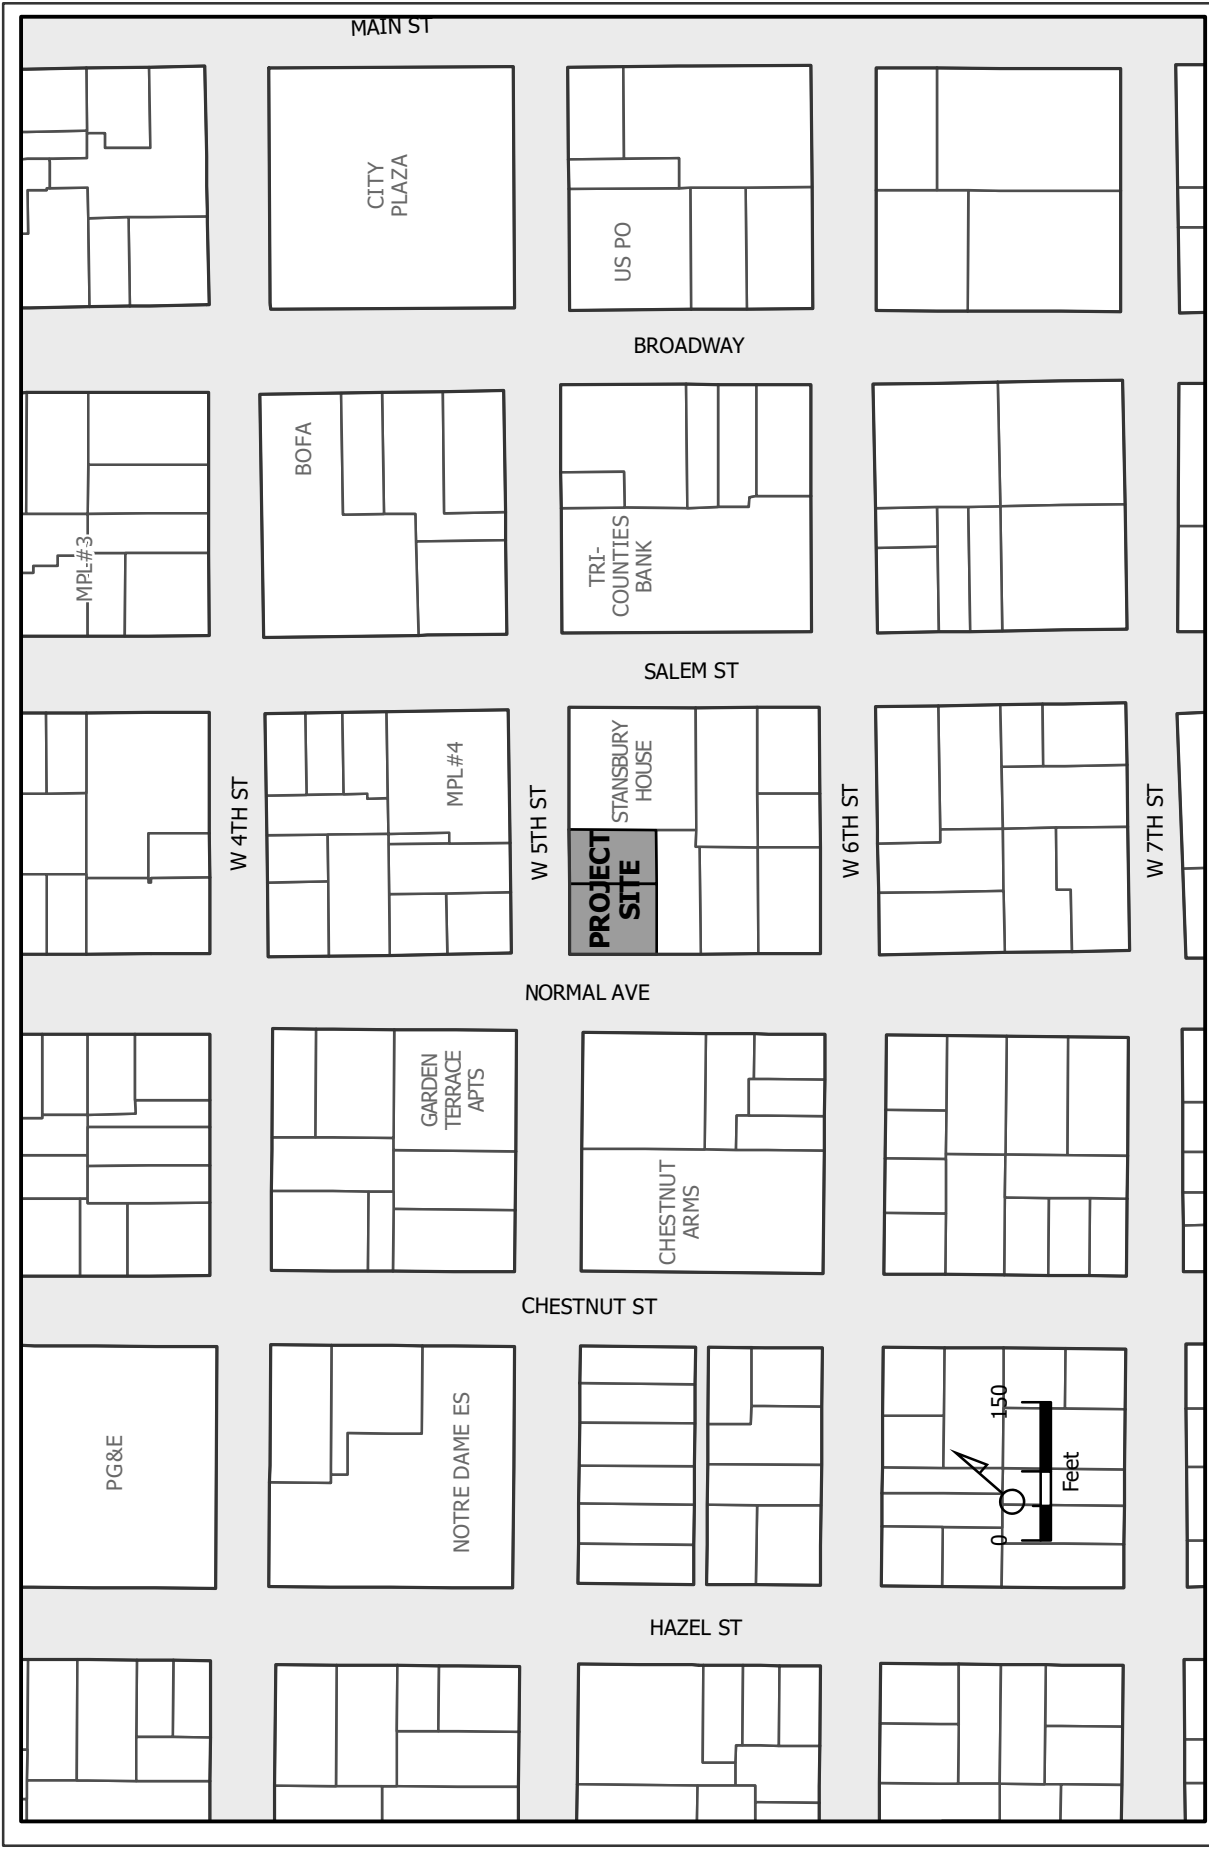 MAIN ST
CITY
PLAZA
US PO
BROADWAY
BOFA
MPL#3
TRI-
COUNTIES
BANK
SALEM ST
MPL#4
STANSBURY
HOUSE
W 4TH ST
W 5TH ST
W 6TH ST
W 7TH ST
PROJECT
SITE
NORMAL AVE
GARDEN
TERRACE
APTS
CHESTNUT
ARMS
CHESTNUT ST
PG&E
NOTRE DAME ES
0
150
Feet
HAZEL ST